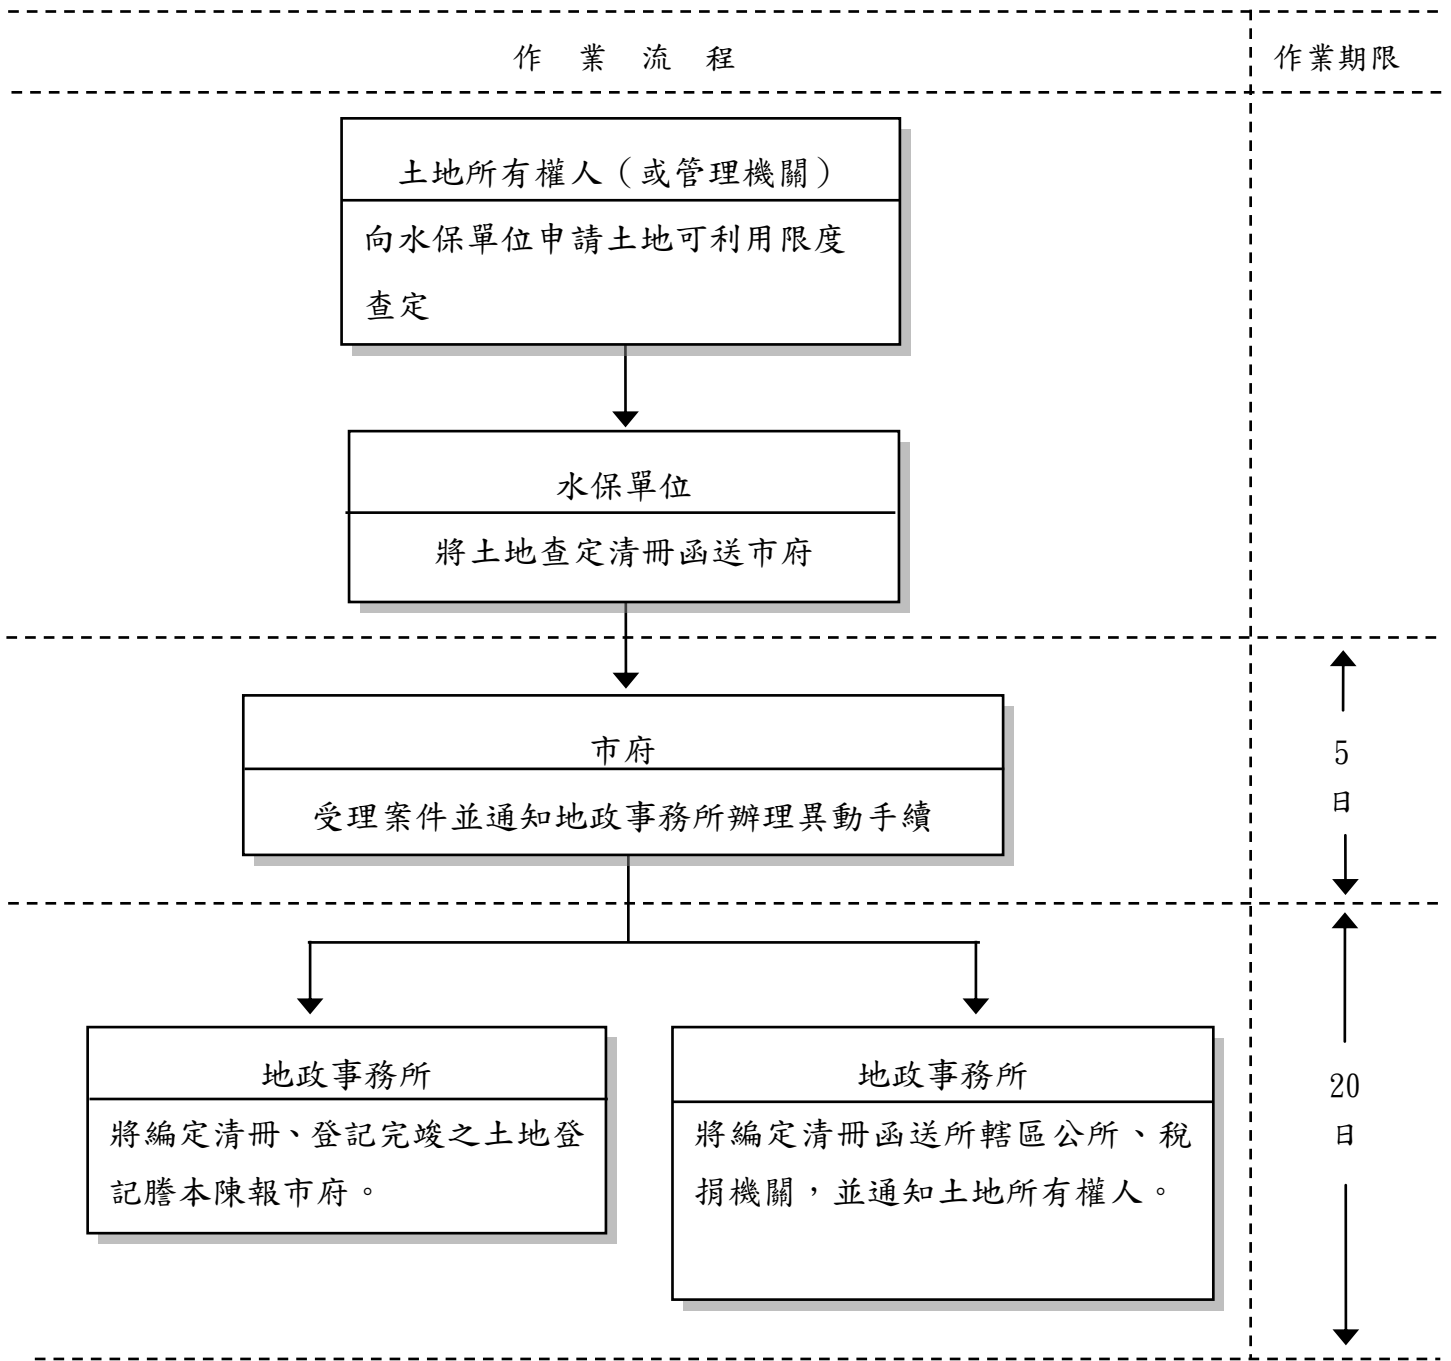 作業流程
作業期限
土地所有權人（或管理機關）
向水保單位申請土地可利用限度
查定
水保單位
將土地查定清冊函送市府
市府
受理案件並通知地政事務所辦理異動手續
5
日
地政事務所
將編定清冊、登記完竣之土地登
記謄本陳報市府。
地政事務所
將編定清冊函送所轄區公所、稅
捐機關，並通知土地所有權人。
20
日